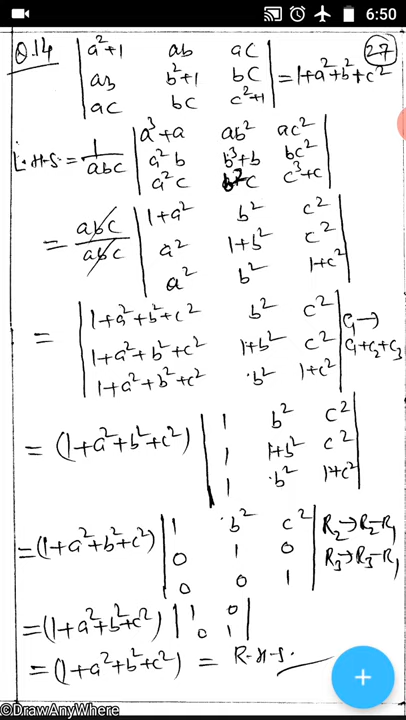 6:50
Q.14 | a²+1 ab ac | (27)
| ab b²+1 bc | = 1+a²+b²+c²
| ac bc c²+1 |
L.H.S = 1/abc | a³+a ab² ac² |
| a²b b³+b bc² |
| a²c b²c c³+c |
= abc/abc | 1+a² b² c² |
| a² 1+b² c² |
| a² b² 1+c² |
= | 1+a²+b²+c² b² c² | C₁→
| 1+a²+b²+c² 1+b² c² | C₁+C₂+C₃
| 1+a²+b²+c² b² 1+c² |
= (1+a²+b²+c²) | 1 b² c² |
| 1 1+b² c² |
| 1 b² 1+c² |
= (1+a²+b²+c²) | 1 b² c² | R₂→R₂-R₁
| 0 1 0 | R₃→R₃-R₁
| 0 0 1 |
= (1+a²+b²+c²) | 1 0 |
| 0 1 |
= (1+a²+b²+c²) = R.H.S.
+
©DrawAnyWhere